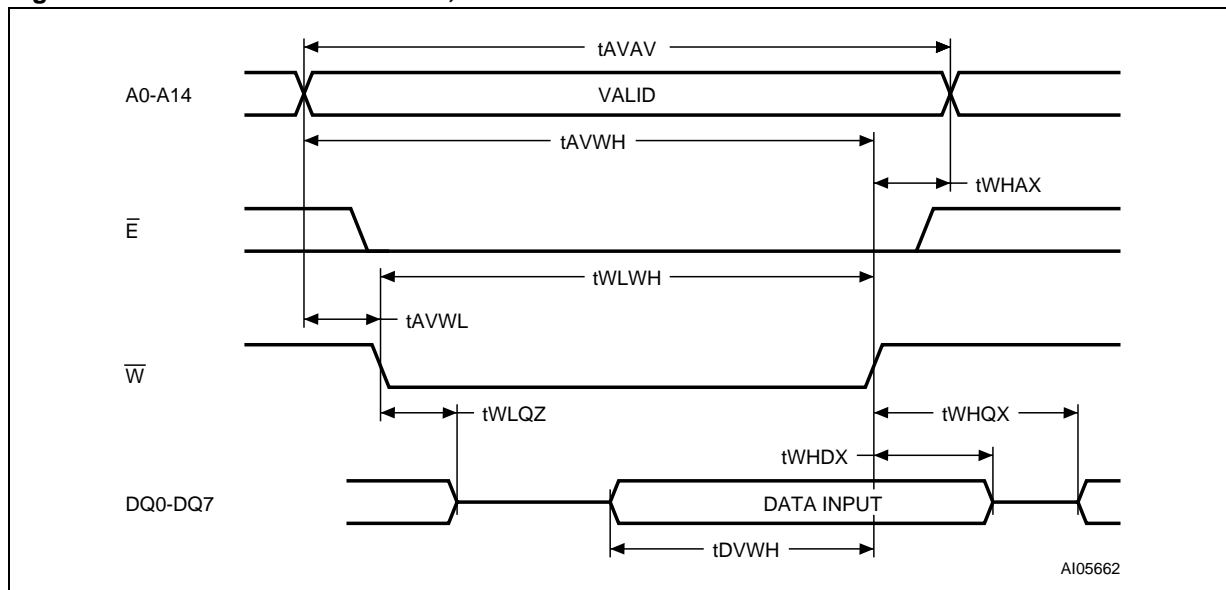 tAVAV
A0-A14
VALID
tAVWH
tWHAX
E̅
tWLWH
tAVWL
W̅
tWLQZ
tWHQX
tWHDX
DQ0-DQ7
DATA INPUT
tDVWH
AI05662